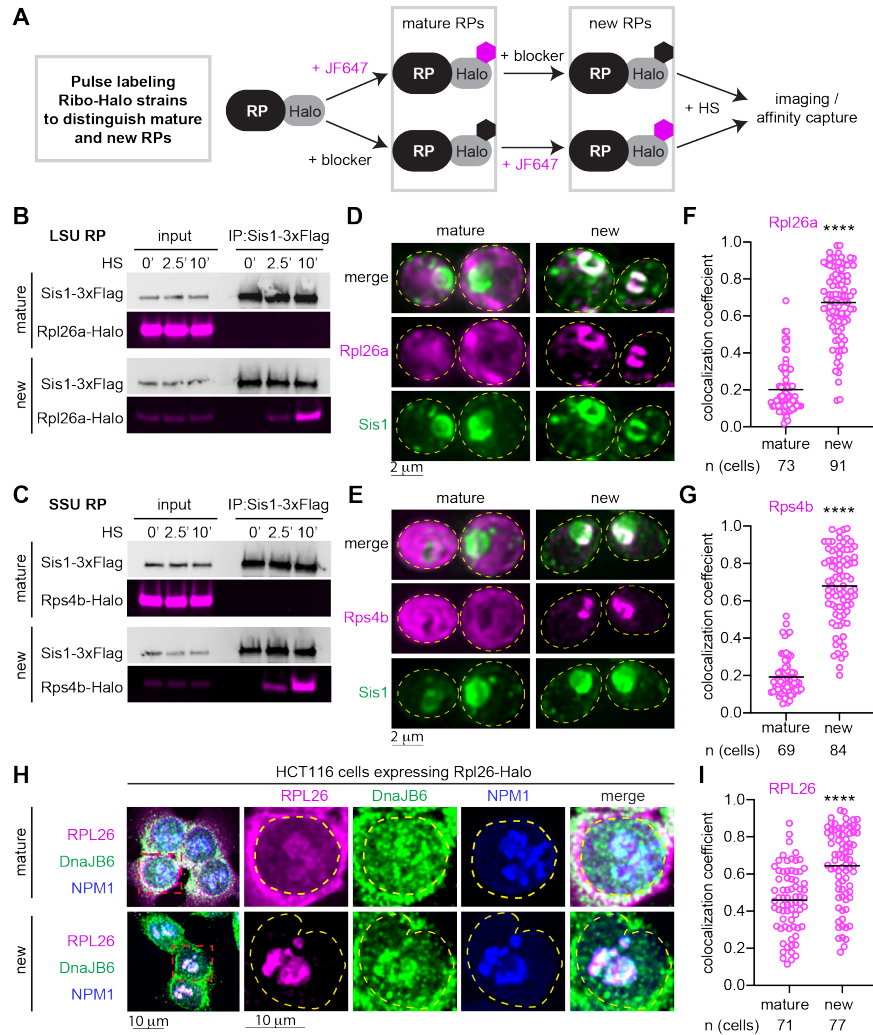 A
Pulse labeling
Ribo-Halo strains
to distinguish mature
and new RPs
mature RPs
new RPs
RP Halo
+ JF647
+ blocker
RP Halo
+ blocker
RP Halo
RP Halo
+ JF647
RP Halo
+ HS
imaging /
affinity capture
B
LSU RP
input
IP:Sis1-3xFlag
HS
0' 2.5' 10'
0' 2.5' 10'
mature
Sis1-3xFlag
Rpl26a-Halo
new
Sis1-3xFlag
Rpl26a-Halo
C
SSU RP
input
IP:Sis1-3xFlag
HS
0' 2.5' 10'
0' 2.5' 10'
mature
Sis1-3xFlag
Rps4b-Halo
new
Sis1-3xFlag
Rps4b-Halo
D
mature
new
merge
Rpl26a
Sis1
2 μm
E
mature
new
merge
Rps4b
Sis1
2 μm
F
Rpl26a
****
colocalization coeffecient
1.0
0.8
0.6
0.4
0.2
0.0
mature
new
n (cells) 73 91
G
Rps4b
****
colocalization coeffecient
1.0
0.8
0.6
0.4
0.2
0.0
mature
new
n (cells) 69 84
H
HCT116 cells expressing Rpl26-Halo
RPL26
DnaJB6
NPM1
merge
mature
RPL26
DnaJB6
NPM1
new
RPL26
DnaJB6
NPM1
10 μm
10 μm
I
RPL26
****
colocalization coefficient
1.0
0.8
0.6
0.4
0.2
0.0
mature
new
n (cells) 71 77